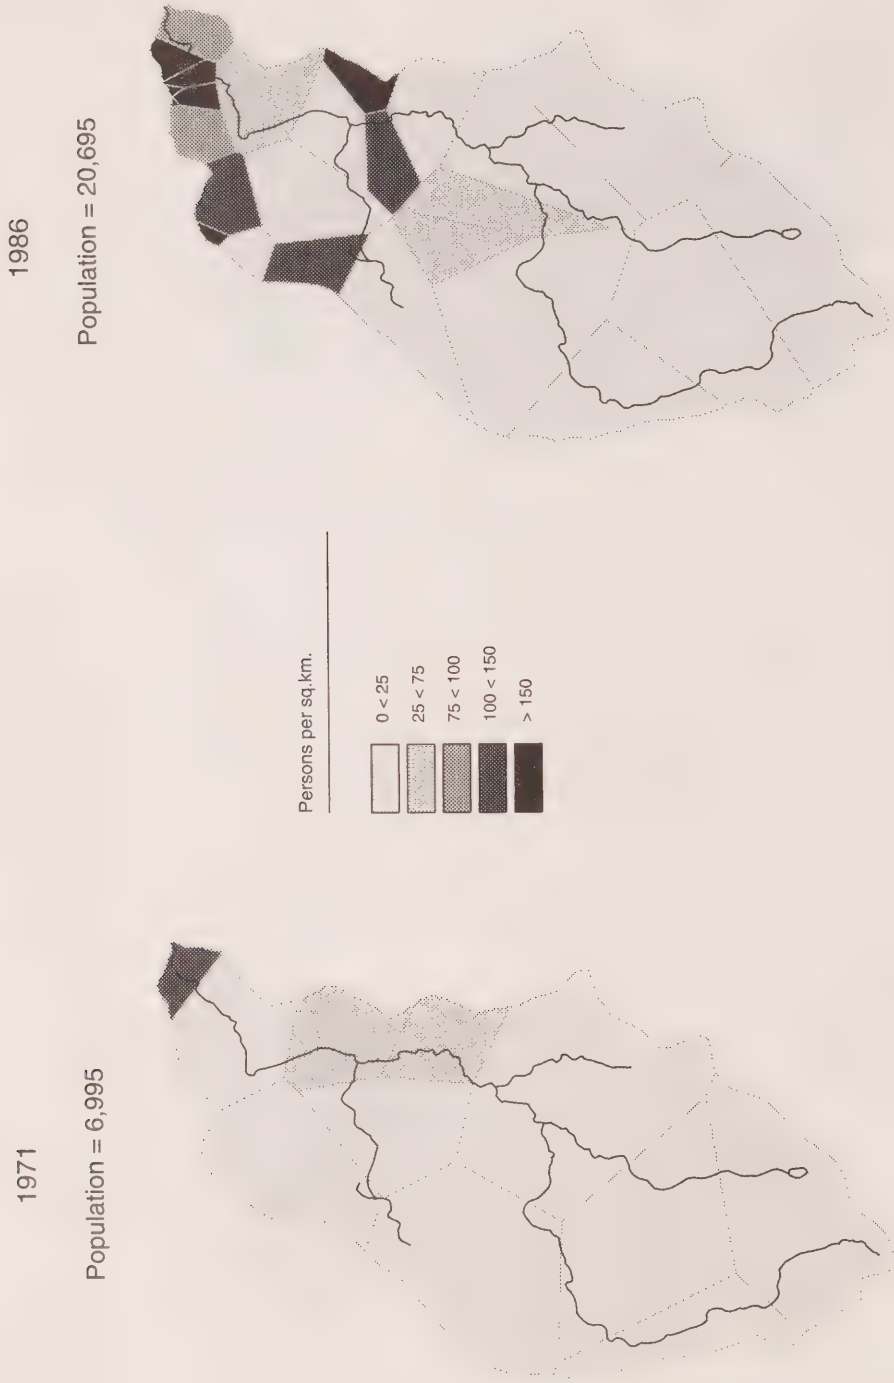 1971
Population = 6,995
Persons per sq.km.
0 < 25
25 < 75
75 < 100
100 < 150
> 150
1986
Population = 20,695